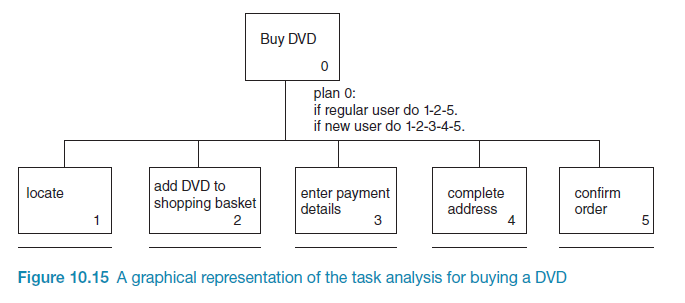 Buy DVD
0
plan 0:
if regular user do 1-2-5.
if new user do 1-2-3-4-5.
locate
1
add DVD to
shopping basket
2
enter payment
details
3
complete
address
4
confirm
order
5
Figure 10.15 A graphical representation of the task analysis for buying a DVD